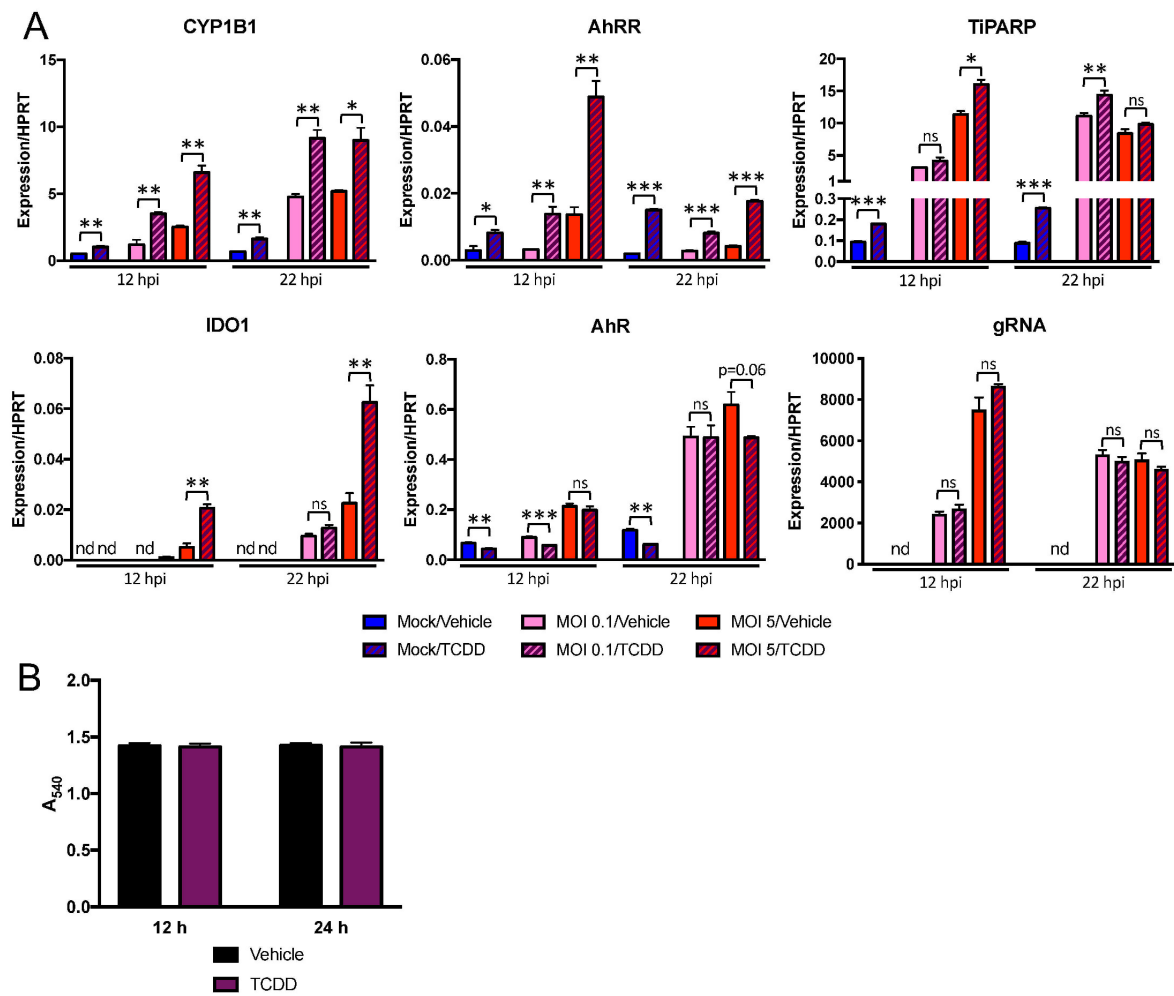 A
CYP1B1
AhRR
TiPARP
Expression/HPRT
15
10
5
0
** ** ** ** ** *
12 hpi
22 hpi
Expression/HPRT
0.06
0.04
0.02
0.00
* ** ** *** *** ***
12 hpi
22 hpi
Expression/HPRT
20
15
10
5
1
0.3
0.2
0.1
0.0
*** ns * *** ** ns
12 hpi
22 hpi
IDO1
AhR
gRNA
Expression/HPRT
0.08
0.06
0.04
0.02
0.00
nd nd nd ** nd nd ns **
12 hpi
22 hpi
Expression/HPRT
0.8
0.6
0.4
0.2
0.0
** *** ns ** ns p=0.06
12 hpi
22 hpi
Expression/HPRT
10000
8000
6000
4000
2000
0
nd ns ns nd ns ns
12 hpi
22 hpi
Mock/Vehicle MOI 0.1/Vehicle MOI 5/Vehicle
Mock/TCDD MOI 0.1/TCDD MOI 5/TCDD
B
A540
2.0
1.5
1.0
0.5
0.0
12 h 24 h
Vehicle
TCDD